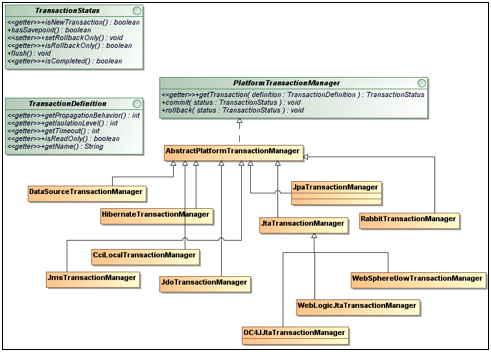 TransactionStatus
<<getter>>+isNewTransaction() : boolean
+hasSavepoint() : boolean
<<setter>>+setRollbackOnly() : void
<<getter>>+isRollbackOnly() : boolean
+flush() : void
<<getter>>+isCompleted() : boolean
PlatformTransactionManager
<<getter>>+getTransaction( definition : TransactionDefinition ) : TransactionStatus
+commit( status : TransactionStatus ) : void
+rollback( status : TransactionStatus ) : void
TransactionDefinition
<<getter>>+getPropagationBehavior() : int
<<getter>>+getIsolationLevel() : int
<<getter>>+getTimeout() : int
<<getter>>+isReadOnly() : boolean
<<getter>>+getName() : String
AbstractPlatformTransactionManager
DataSourceTransactionManager
JpaTransactionManager
HibernateTransactionManager
JtaTransactionManager
RabbitTransactionManager
CciLocalTransactionManager
JmsTransactionManager
JdoTransactionManager
WebSphereUowTransactionManager
WebLogicJtaTransactionManager
OC4JJtaTransactionManager